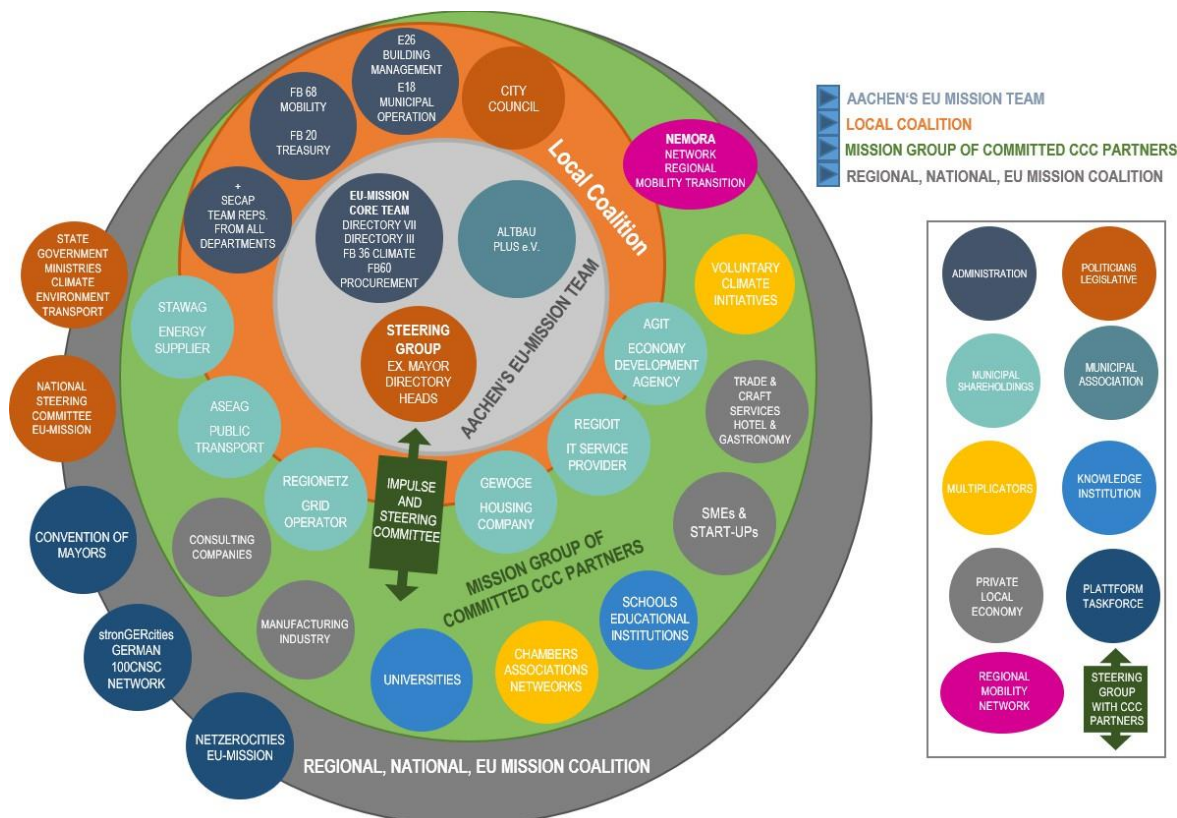 E26
BUILDING
MANAGEMENT
E18
MUNICIPAL
OPERATION
CITY
COUNCIL
FB 68
MOBILITY
FB 20
TREASURY
+
SECAP
TEAM REPS.
FROM ALL
DEPARTMENTS
Local Coalition
NEMORA
NETWORK
REGIONAL
MOBILITY TRANSITION
EU-MISSION
CORE TEAM
DIRECTORY VII
DIRECTORY III
FB 36 CLIMATE
FB60
PROCUREMENT
ALTBAU
PLUS e.V.
STEERING
GROUP
EX. MAYOR
DIRECTORY
HEADS
AACHEN'S EU-MISSION TEAM
STATE
GOVERNMENT
MINISTRIES
CLIMATE
ENVIRONMENT
TRANSPORT
NATIONAL
STEERING
COMMITTEE
EU-MISSION
CONVENTION OF
MAYORS
stronGERcities
GERMAN
100CNSC
NETWORK
NETZEROCITIES
EU-MISSION
STAWAG
ENERGY
SUPPLIER
ASEAG
PUBLIC
TRANSPORT
REGIONETZ
GRID
OPERATOR
IMPULSE
AND
STEERING
COMMITTEE
GEWOGE
HOUSING
COMPANY
REGIOIT
IT SERVICE
PROVIDER
AGIT
ECONOMY
DEVELOPMENT
AGENCY
VOLUNTARY
CLIMATE
INITIATIVES
TRADE &
CRAFT
SERVICES
HOTEL &
GASTRONOMY
SMEs &
START-UPs
SCHOOLS
EDUCATIONAL
INSTITUTIONS
CHAMBERS
ASSOCIATIONS
NETWEORKS
UNIVERSITIES
MANUFACTURING
INDUSTRY
CONSULTING
COMPANIES
MISSION GROUP OF
COMMITTED CCC PARTNERS
REGIONAL, NATIONAL, EU MISSION COALITION
AACHEN'S EU MISSION TEAM
LOCAL COALITION
MISSION GROUP OF COMMITTED CCC PARTNERS
REGIONAL, NATIONAL, EU MISSION COALITION
ADMINISTRATION
POLITICIANS
LEGISLATIVE
MUNICIPAL
SHAREHOLDINGS
MUNICIPAL
ASSOCIATION
MULTIPLICATORS
KNOWLEDGE
INSTITUTION
PRIVATE
LOCAL
ECONOMY
PLATTFORM
TASKFORCE
REGIONAL
MOBILITY
NETWORK
STEERING
GROUP
WITH CCC
PARTNERS